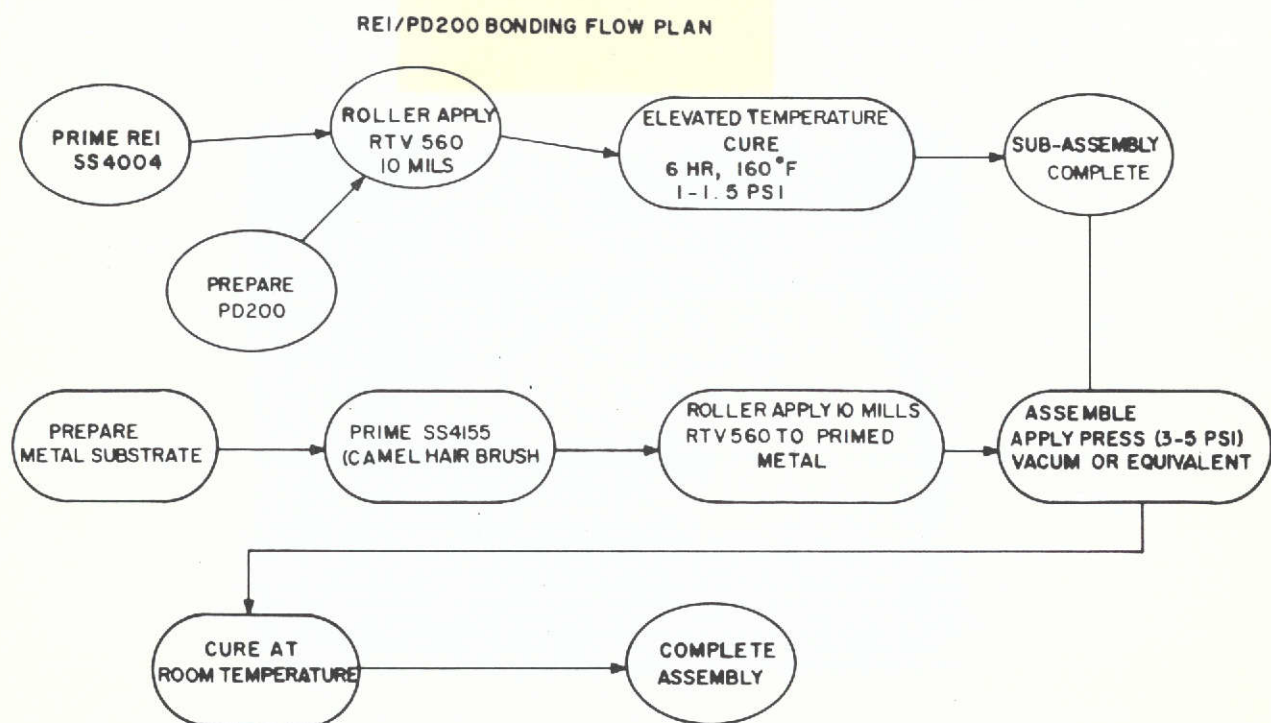 REI/PD200 BONDING FLOW PLAN
PRIME REI
SS4004
ROLLER APPLY
RTV 560
10 MILS
ELEVATED TEMPERATURE
CURE
6 HR, 160°F
1-1.5 PSI
SUB-ASSEMBLY
COMPLETE
PREPARE
PD200
PREPARE
METAL SUBSTRATE
PRIME SS4155
(CAMEL HAIR BRUSH
ROLLER APPLY 10 MILLS
RTV560 TO PRIMED
METAL
ASSEMBLE
APPLY PRESS (3-5 PSI)
VACUM OR EQUIVALENT
CURE AT
ROOM TEMPERATURE
COMPLETE
ASSEMBLY